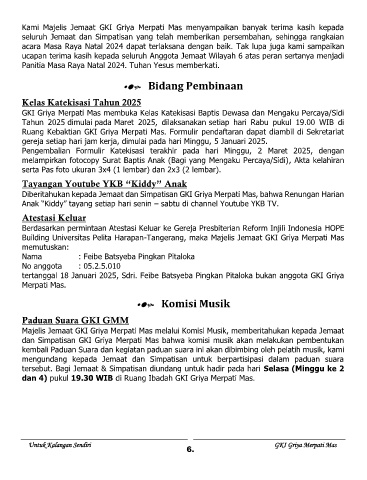 Kami Majelis Jemaat GKI Griya Merpati Mas menyampaikan banyak terima kasih kepada
seluruh Jemaat dan Simpatisan yang telah memberikan persembahan, sehingga rangkaian
acara Masa Raya Natal 2024 dapat terlaksana dengan baik. Tak lupa juga kami sampaikan
ucapan terima kasih kepada seluruh Anggota Jemaat Wilayah 6 atas peran sertanya menjadi
Panitia Masa Raya Natal 2024. Tuhan Yesus memberkati.
Bidang Pembinaan
Kelas Katekisasi Tahun 2025
GKI Griya Merpati Mas membuka Kelas Katekisasi Baptis Dewasa dan Mengaku Percaya/Sidi
Tahun 2025 dimulai pada Maret 2025, dilaksanakan setiap hari Rabu pukul 19.00 WIB di
Ruang Kebaktian GKI Griya Merpati Mas. Formulir pendaftaran dapat diambil di Sekretariat
gereja setiap hari jam kerja, dimulai pada hari Minggu, 5 Januari 2025.
Pengembalian Formulir Katekisasi terakhir pada hari Minggu, 2 Maret 2025, dengan
melampirkan fotocopy Surat Baptis Anak (Bagi yang Mengaku Percaya/Sidi), Akta kelahiran
serta Pas foto ukuran 3x4 (1 lembar) dan 2x3 (2 lembar).
Tayangan Youtube YKB “Kiddy” Anak
Diberitahukan kepada Jemaat dan Simpatisan GKI Griya Merpati Mas, bahwa Renungan Harian
Anak “Kiddy” tayang setiap hari senin – sabtu di channel Youtube YKB TV.
Atestasi Keluar
Berdasarkan permintaan Atestasi Keluar ke Gereja Presbiterian Reform Injili Indonesia HOPE
Building Universitas Pelita Harapan-Tangerang, maka Majelis Jemaat GKI Griya Merpati Mas
memutuskan:
Nama : Feibe Batsyeba Pingkan Pitaloka
No anggota : 05.2.5.010
tertanggal 18 Januari 2025, Sdri. Feibe Batsyeba Pingkan Pitaloka bukan anggota GKI Griya
Merpati Mas.
Komisi Musik
Paduan Suara GKI GMM
Majelis Jemaat GKI Griya Merpati Mas melalui Komisi Musik, memberitahukan kepada Jemaat
dan Simpatisan GKI Griya Merpati Mas bahwa komisi musik akan melakukan pembentukan
kembali Paduan Suara dan kegiatan paduan suara ini akan dibimbing oleh pelatih musik, kami
mengundang kepada Jemaat dan Simpatisan untuk berpartisipasi dalam paduan suara
tersebut. Bagi Jemaat & Simpatisan diundang untuk hadir pada hari Selasa (Minggu ke 2
dan 4) pukul 19.30 WIB di Ruang Ibadah GKI Griya Merpati Mas.
Untuk Kalangan Sendiri GKI Griya Merpati Mas
6.